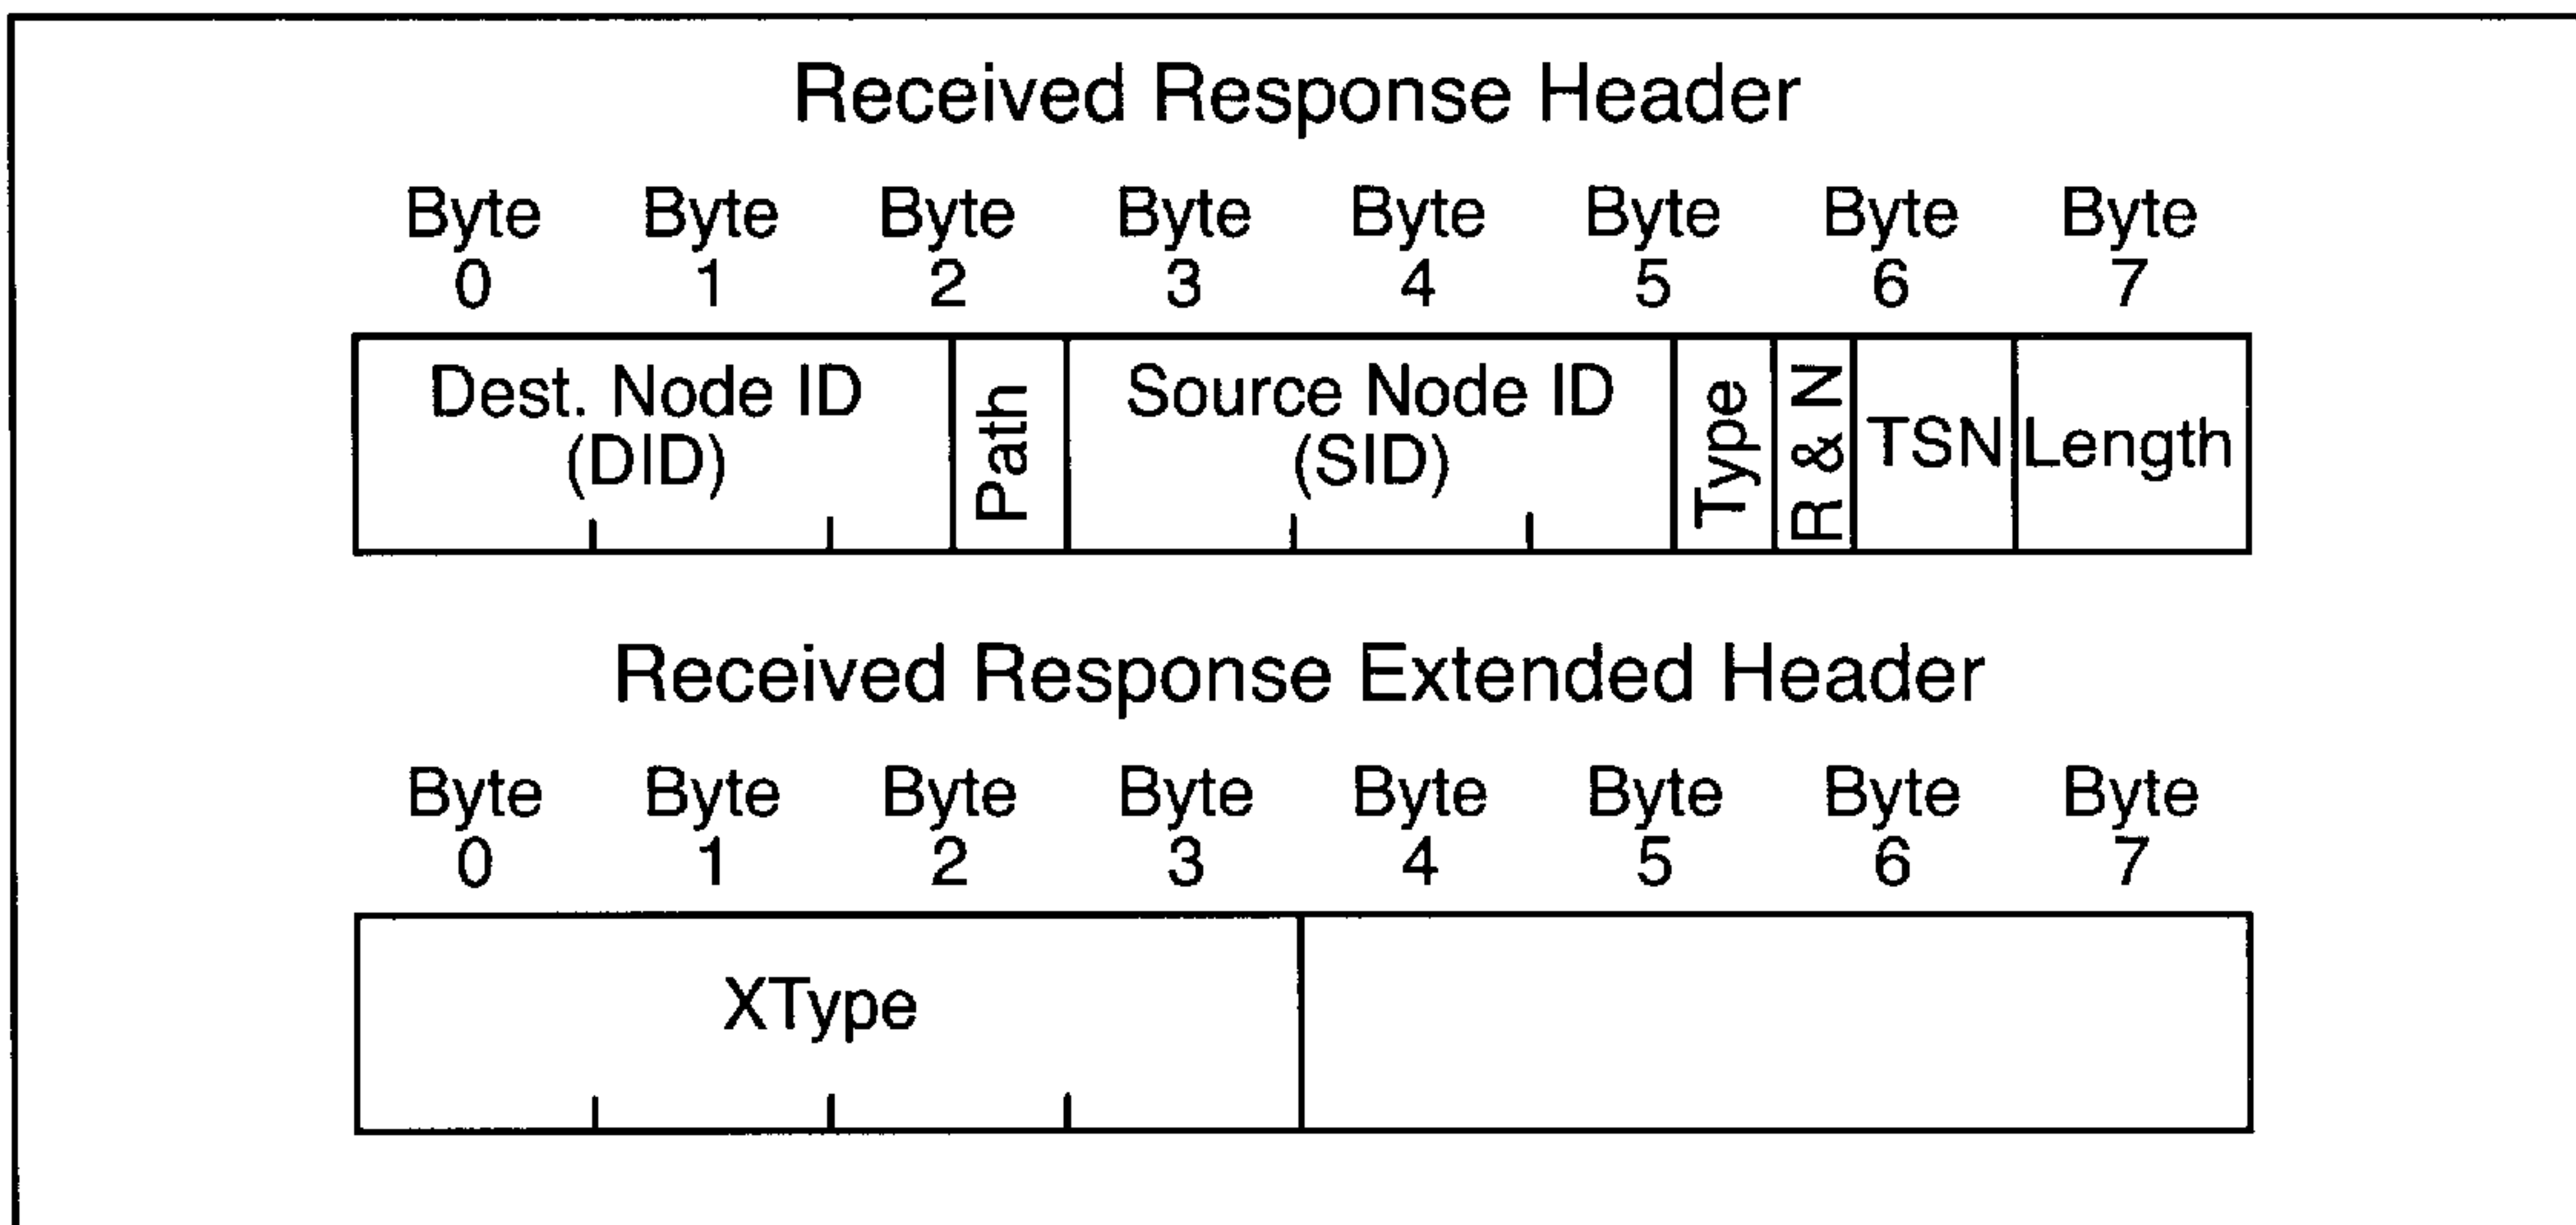 Received Response Header
Byte Byte Byte Byte Byte Byte Byte Byte
0 1 2 3 4 5 6 7
Dest. Node ID
(DID)
Path
Source Node ID
(SID)
Type
R & N
TSN
Length
Received Response Extended Header
Byte Byte Byte Byte Byte Byte Byte Byte
0 1 2 3 4 5 6 7
XType